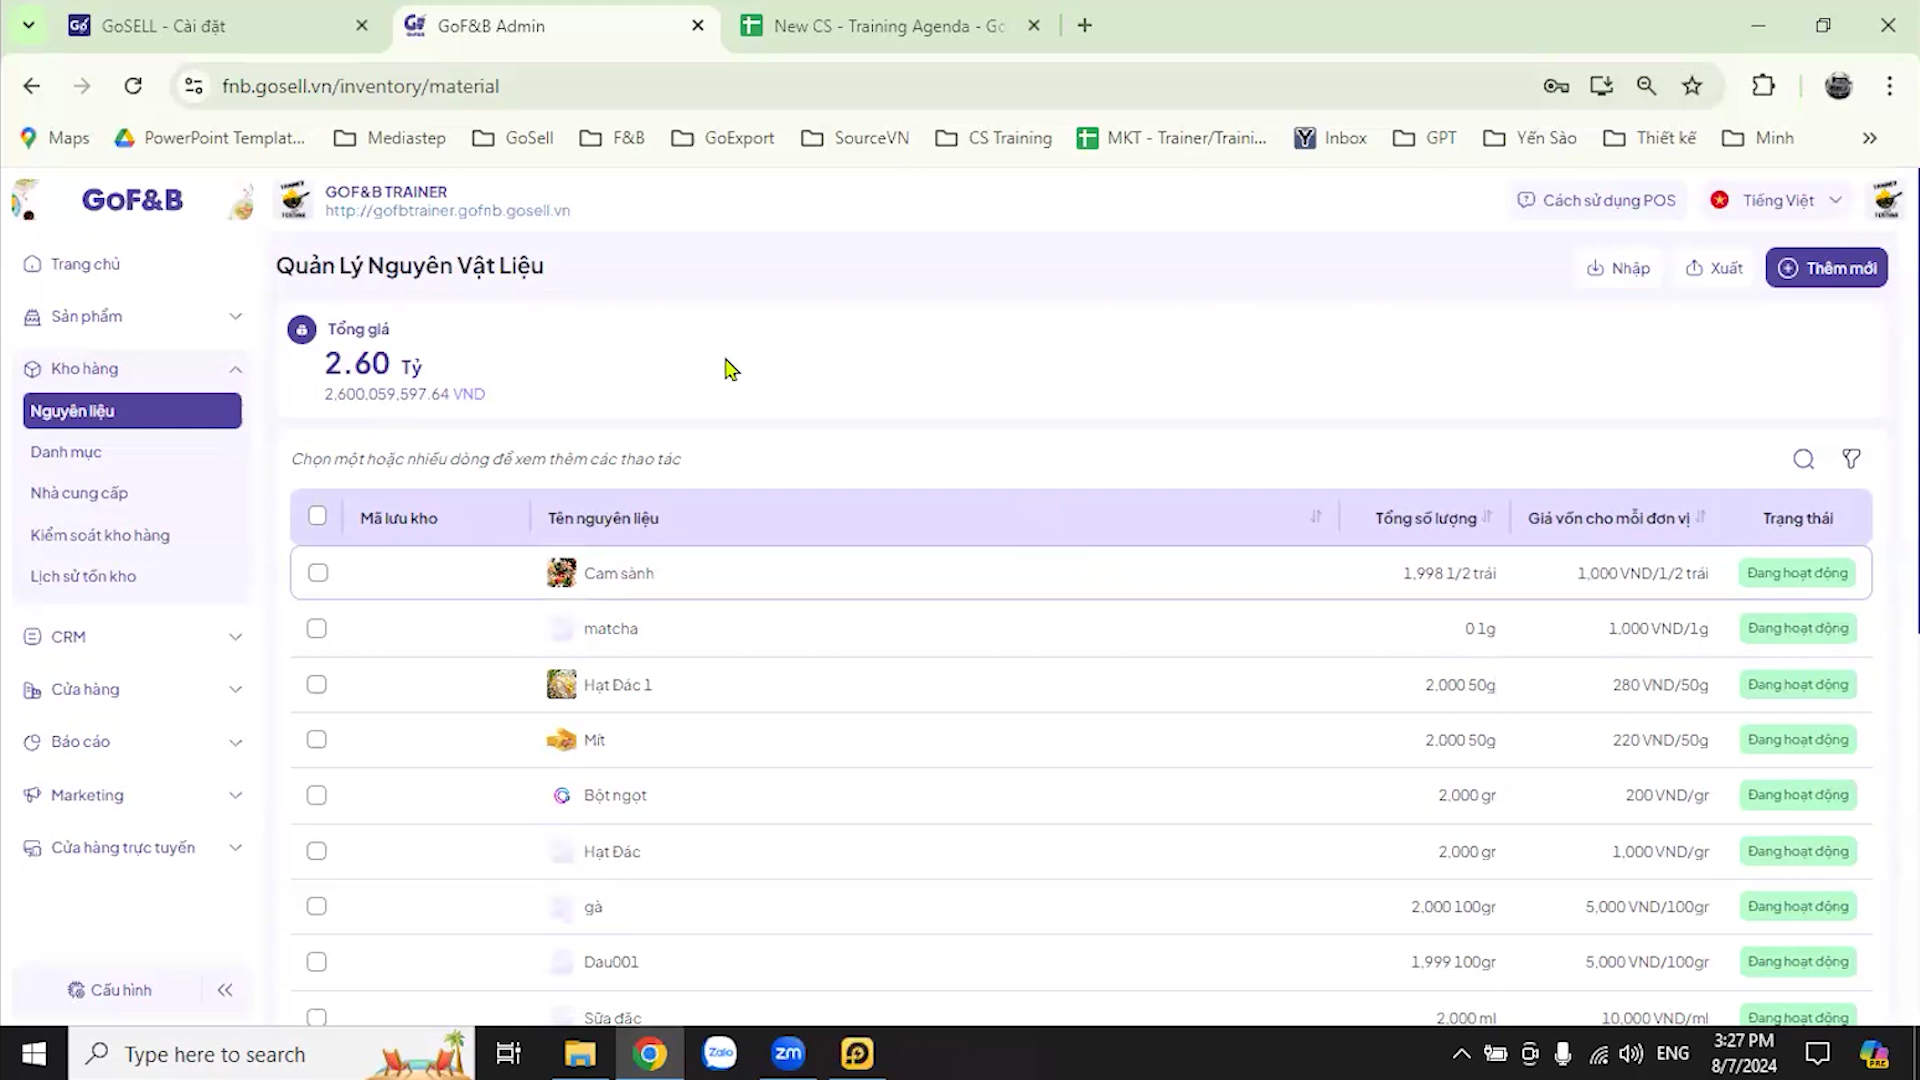 GoSELL - Cài đặt
GoF&B Admin
New CS - Training Agenda - Go
fnb.gosell.vn/inventory/material
Maps
PowerPoint Templat...
Mediastep
GoSell
F&B
GoExport
SourceVN
CS Training
MKT - Trainer/Traini...
Inbox
GPT
Yến Sào
Thiết kế
Minh
GoF&B
GOF&B TRAINER
http://gofbtrainer.gofnb.gosell.vn
Cách sử dụng POS
Tiếng Việt
Trang chủ
Sản phẩm
Kho hàng
Nguyên liệu
Danh mục
Nhà cung cấp
Kiểm soát kho hàng
Lịch sử tồn kho
CRM
Cửa hàng
Báo cáo
Marketing
Cửa hàng trực tuyến
Cấu hình
Quản Lý Nguyên Vật Liệu
Nhập
Xuất
Thêm mới
Tổng giá
2.60 Tỷ
2,600,059,597.64 VND
Chọn một hoặc nhiều dòng để xem thêm các thao tác
Mã lưu kho Tên nguyên liệu Tổng số lượng Giá vốn cho mỗi đơn vị Trạng thái
Cam sành 1,998 1/2 trái 1,000 VND/1/2 trái Đang hoạt động
matcha 0 1g 1,000 VND/1g Đang hoạt động
Hạt Đác 1 2,000 50g 280 VND/50g Đang hoạt động
Mít 2,000 50g 220 VND/50g Đang hoạt động
Bột ngọt 2,000 gr 200 VND/gr Đang hoạt động
Hạt Đác 2,000 gr 1,000 VND/gr Đang hoạt động
gà 2,000 100gr 5,000 VND/100gr Đang hoạt động
Dau001 1,999 100gr 5,000 VND/100gr Đang hoạt động
Sữa đặc 2,000 ml 10,000 VND/ml Đang hoạt động
Type here to search
Zalo
zm
ENG
3:27 PM
8/7/2024